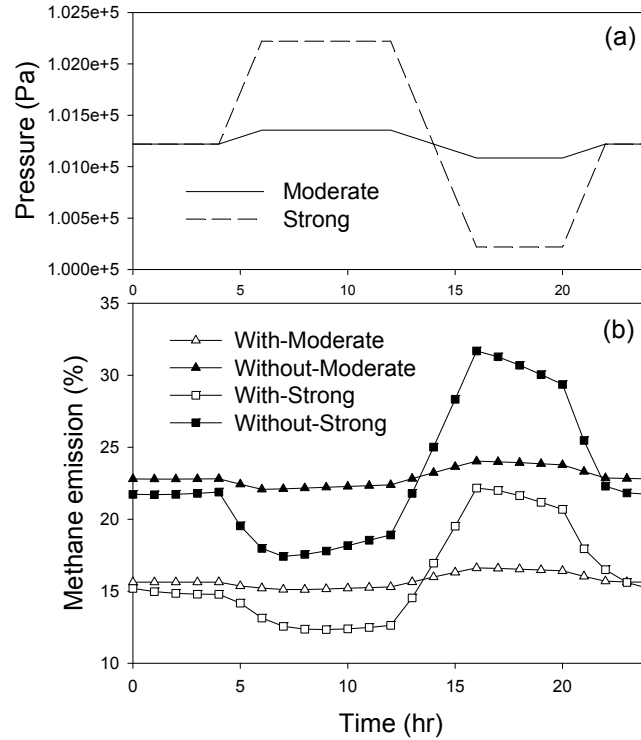 (a)
1.025e+5
1.020e+5
1.015e+5
1.010e+5
1.005e+5
1.000e+5
Pressure (Pa)
Moderate
Strong
0 5 10 15 20
(b)
35
30
25
20
15
10
Methane emission (%)
With-Moderate
Without-Moderate
With-Strong
Without-Strong
0 5 10 15 20
Time (hr)